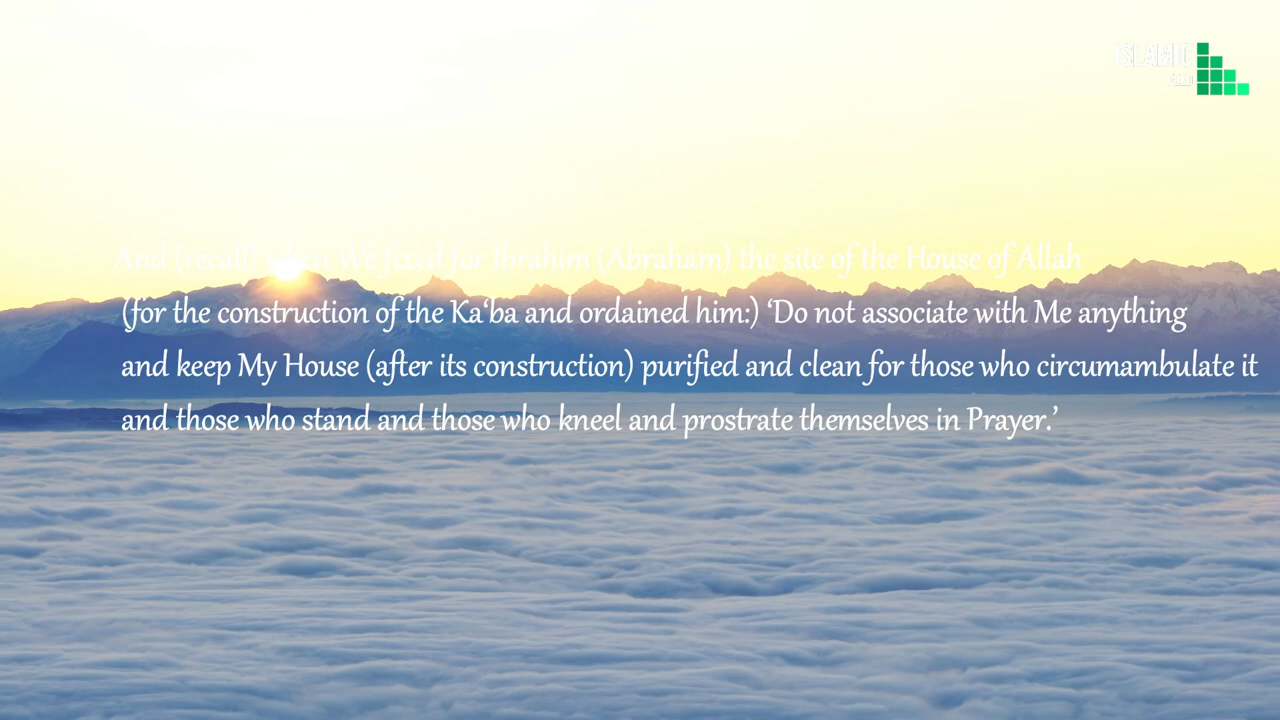 ISLAMIC
And (recall) when We fixed for Ibrahim (Abraham) the site of the House of Allah
(for the construction of the Ka‘ba and ordained him:) ‘Do not associate with Me anything
and keep My House (after its construction) purified and clean for those who circumambulate it
and those who stand and those who kneel and prostrate themselves in Prayer.’